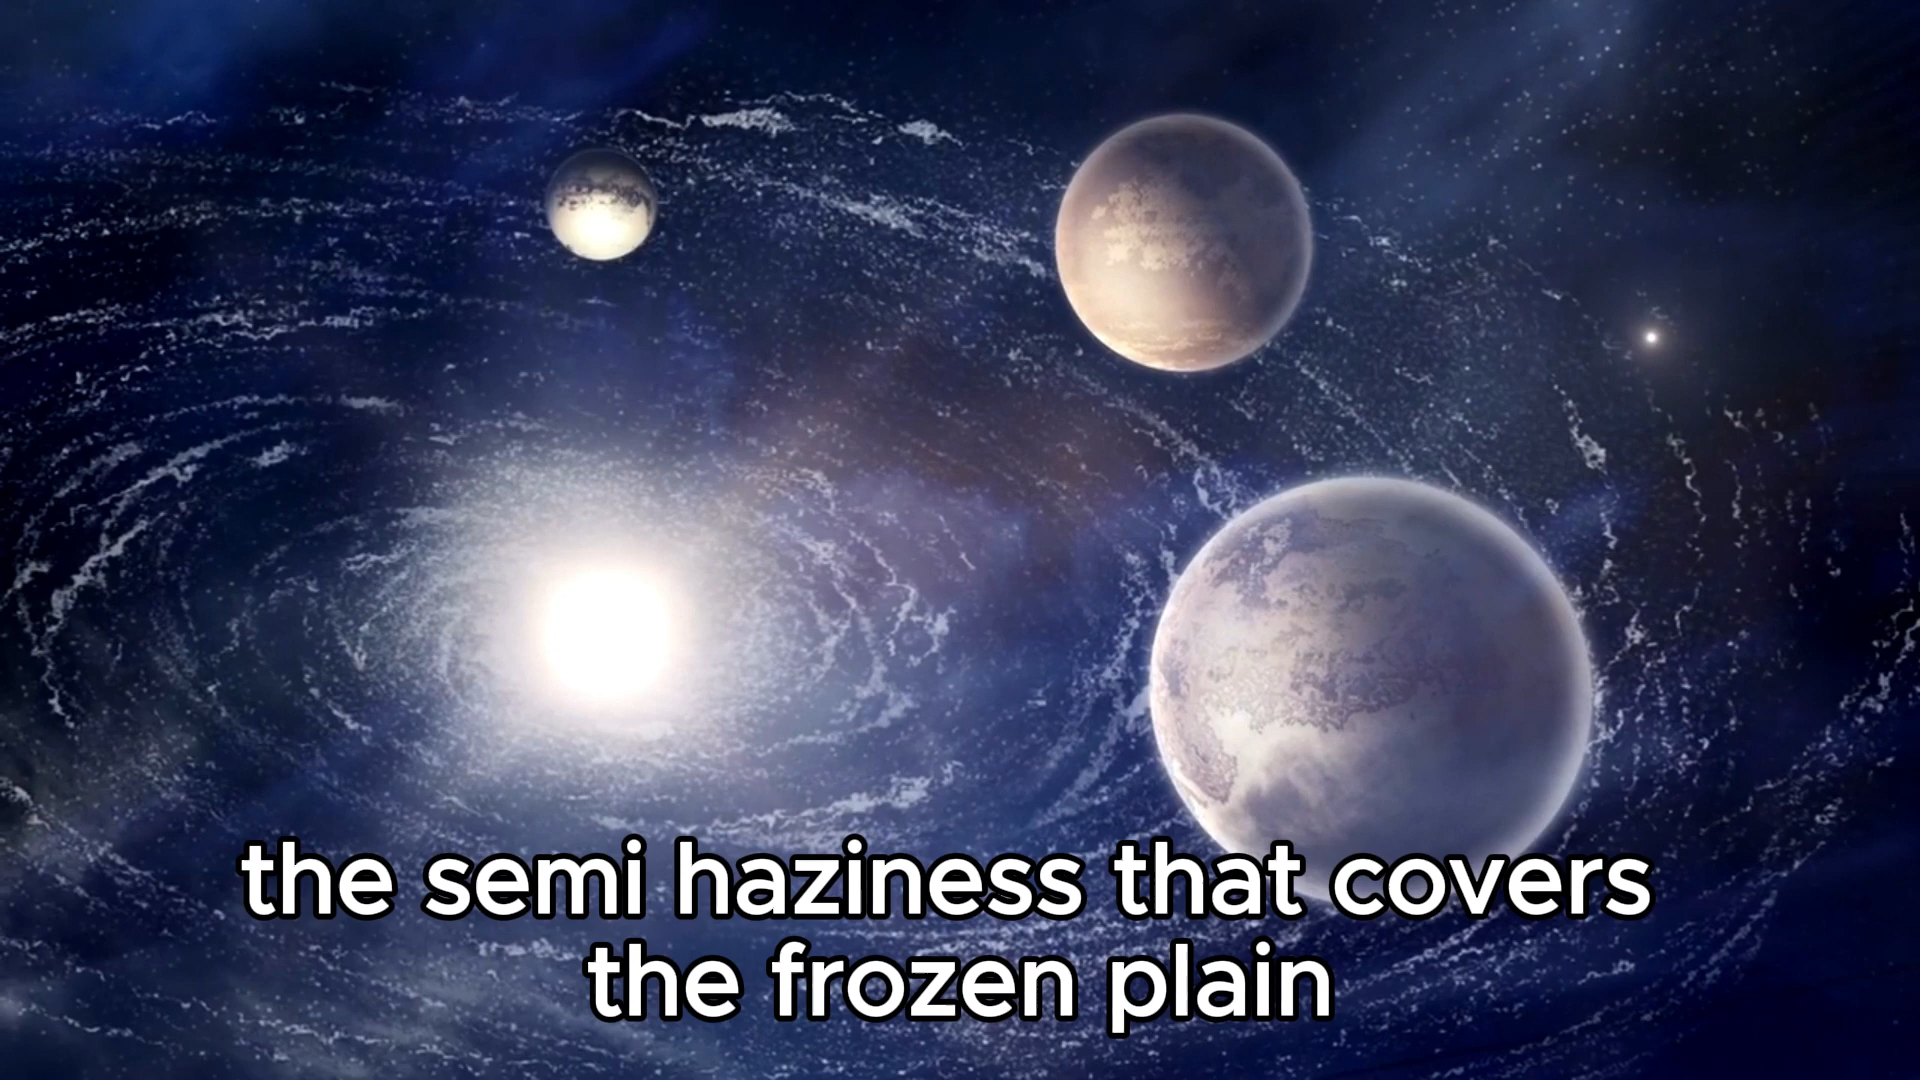 the semi haziness that covers
the frozen plain